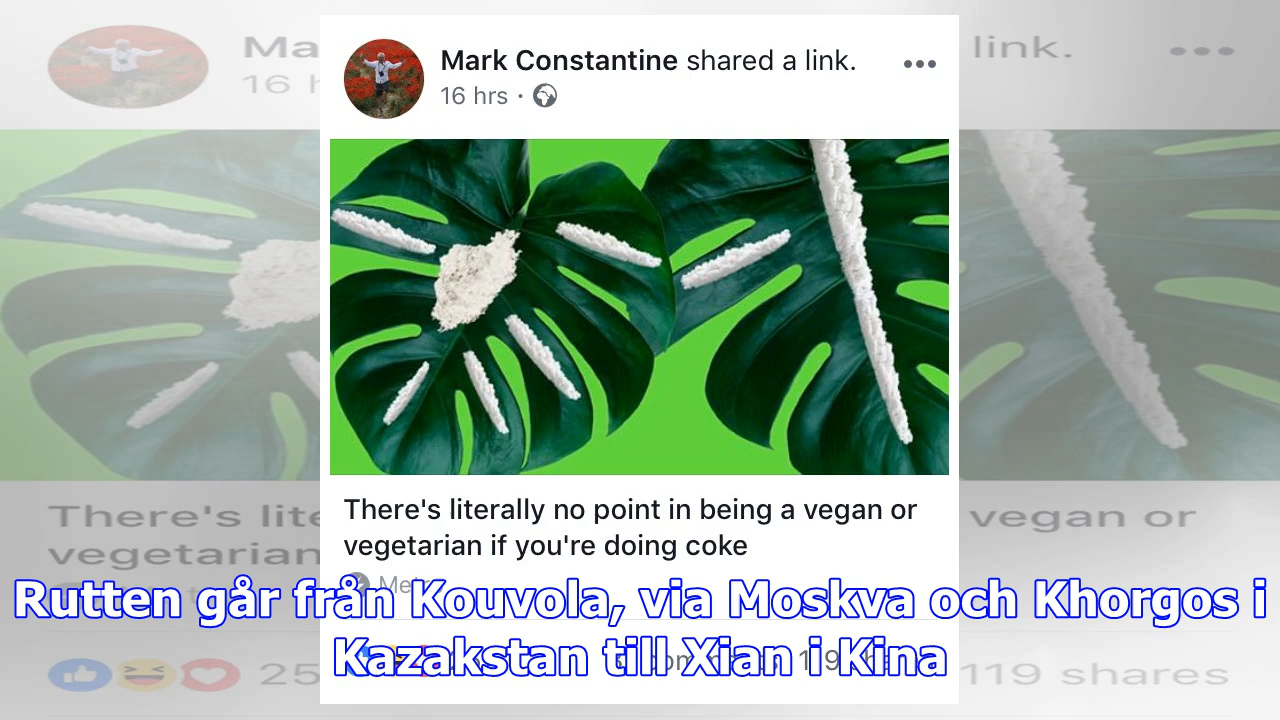 Mark Constantine shared a link.
16 hrs
There's literally no point in being a vegan or
vegetarian if you're doing coke
Rutten går från Kouvola, via Moskva och Khorgos i
Kazakstan till Xian i Kina
119 shares